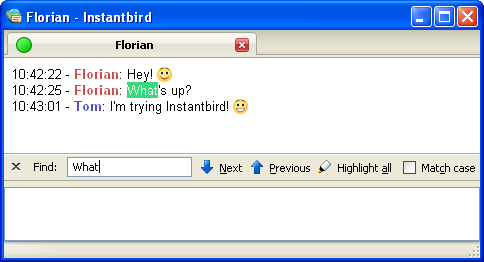 Florian - Instantbird
Florian
10:42:22 - Florian: Hey!
10:42:25 - Florian: What's up?
10:43:01 - Tom: I'm trying Instantbird!
Find: What Next Previous Highlight all Match case